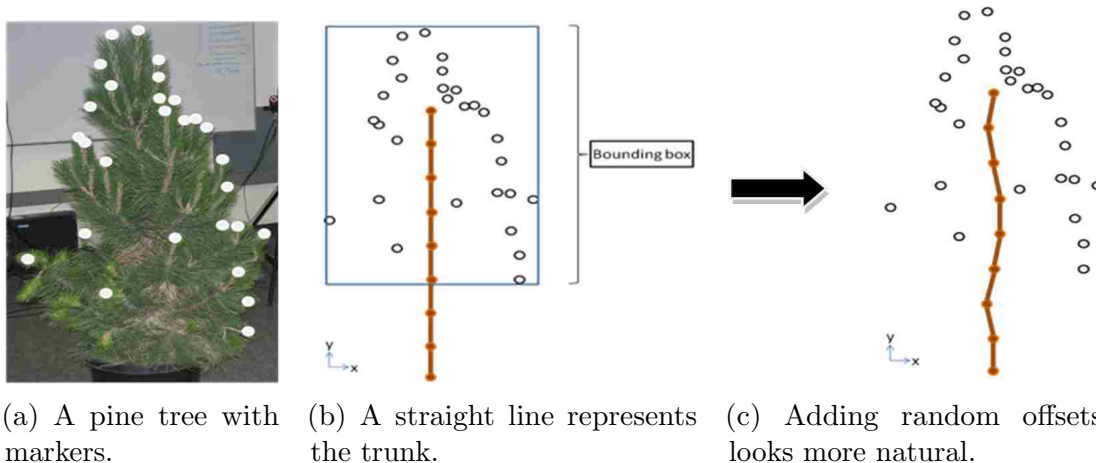 Bounding box
y
x
y
x
(a) A pine tree with
markers.
(b) A straight line represents
the trunk.
(c) Adding random offsets
looks more natural.